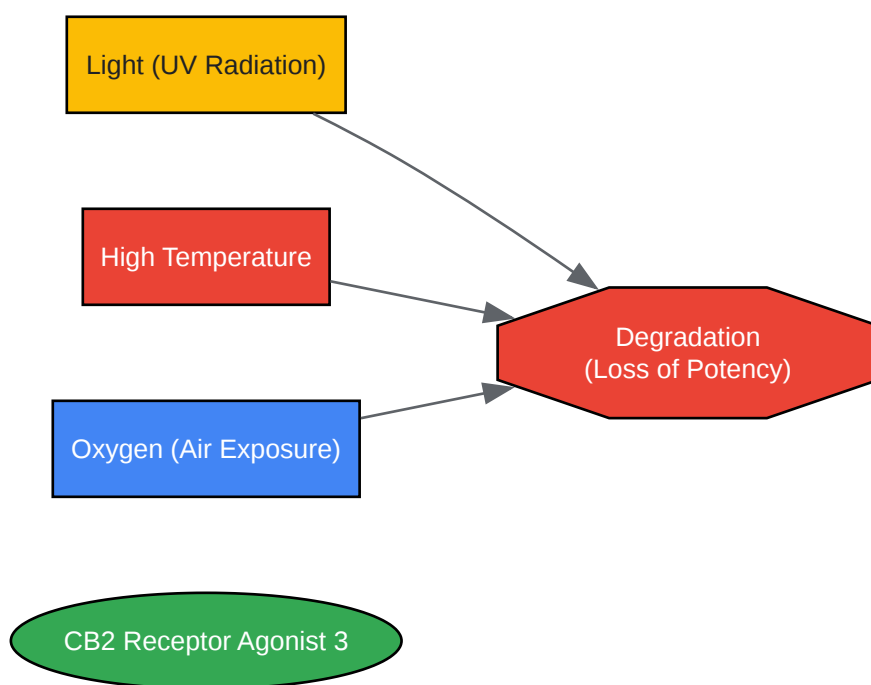 Light (UV Radiation)
High Temperature
Degradation
(Loss of Potency)
Oxygen (Air Exposure)
CB2 Receptor Agonist 3